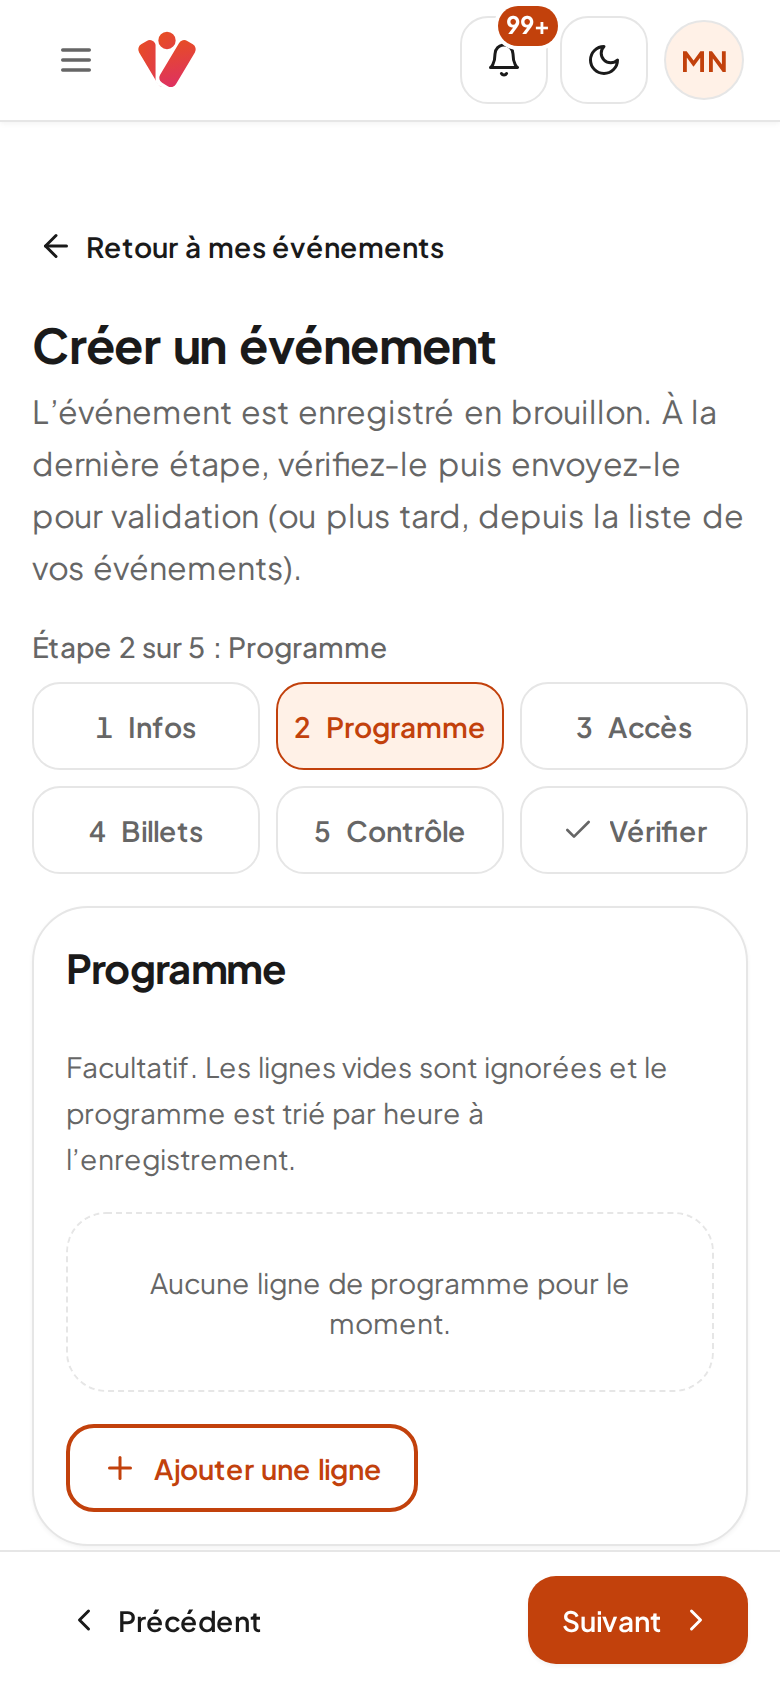 99+
MN
Retour à mes événements
Créer un événement
L’événement est enregistré en brouillon. À la
dernière étape, vérifiez-le puis envoyez-le
pour validation (ou plus tard, depuis la liste de
vos événements).
Étape 2 sur 5 : Programme
1 Infos
2 Programme
3 Accès
4 Billets
5 Contrôle
Vérifier
Programme
Facultatif. Les lignes vides sont ignorées et le
programme est trié par heure à
l’enregistrement.
Aucune ligne de programme pour le
moment.
Ajouter une ligne
Précédent
Suivant